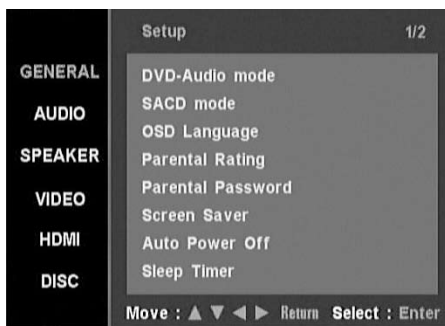 Setup 1/2
GENERAL
AUDIO
SPEAKER
VIDEO
HDMI
DISC
DVD-Audio mode
SACD mode
OSD Language
Parental Rating
Parental Password
Screen Saver
Auto Power Off
Sleep Timer
Move : ▲ ▼ ◀ ▶ Return Select : Enter